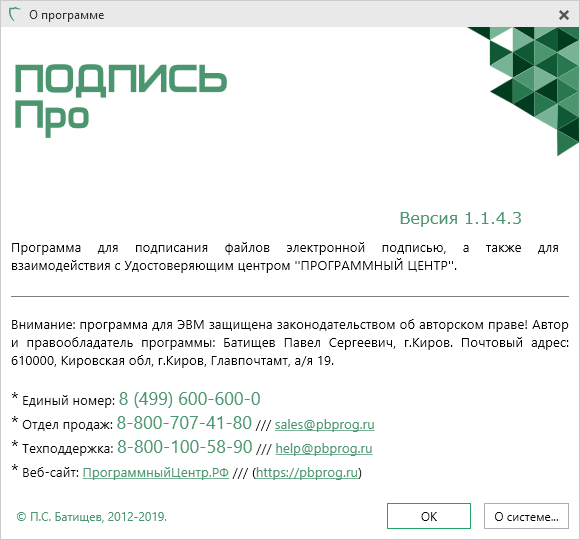 О программе
ПОДПИСЬ
Про
Версия 1.1.4.3
Программа для подписания файлов электронной подписью, а также для
взаимодействия с Удостоверяющим центром "ПРОГРАММНЫЙ ЦЕНТР".
Внимание: программа для ЭВМ защищена законодательством об авторском праве! Автор
и правообладатель программы: Батищев Павел Сергеевич, г.Киров. Почтовый адрес:
610000, Кировская обл, г.Киров, Главпочтамт, а/я 19.
* Единый номер: 8 (499) 600-600-0
* Отдел продаж: 8-800-707-41-80 /// sales@pbprog.ru
* Техподдержка: 8-800-100-58-90 /// help@pbprog.ru
* Веб-сайт: ПрограммныйЦентр.РФ /// (https://pbprog.ru)
© П.С. Батищев, 2012-2019.
ОК
О системе...